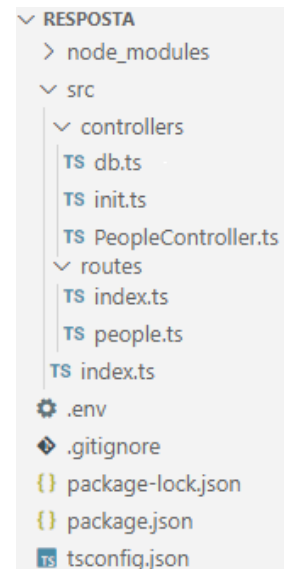 RESPOSTA
node_modules
src
controllers
TS db.ts
TS init.ts
TS PeopleController.ts
routes
TS index.ts
TS people.ts
TS index.ts
.env
.gitignore
{} package-lock.json
{} package.json
TS tsconfig.json